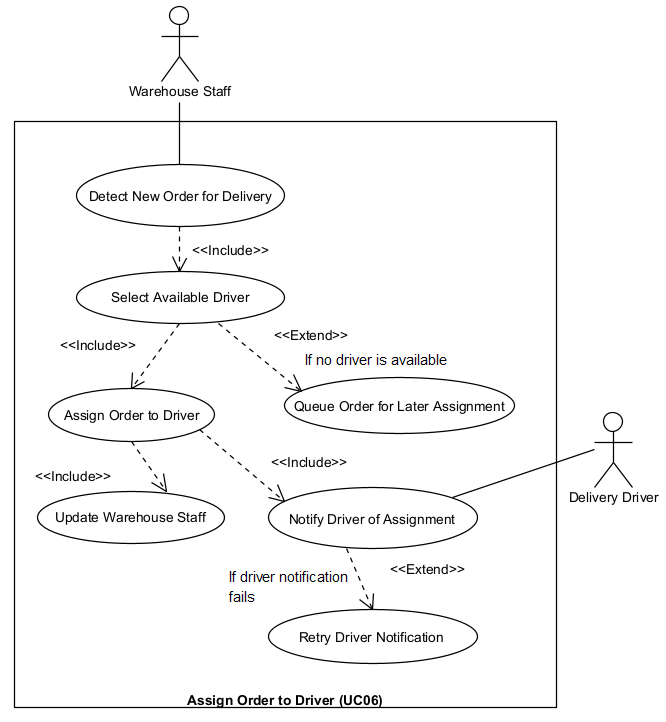 Warehouse Staff
Detect New Order for Delivery
<<Include>>
Select Available Driver
<<Include>>
<<Extend>>
If no driver is available
Assign Order to Driver
Queue Order for Later Assignment
<<Include>>
<<Include>>
Delivery Driver
Update Warehouse Staff
Notify Driver of Assignment
If driver notification
fails
<<Extend>>
Retry Driver Notification
Assign Order to Driver (UC06)